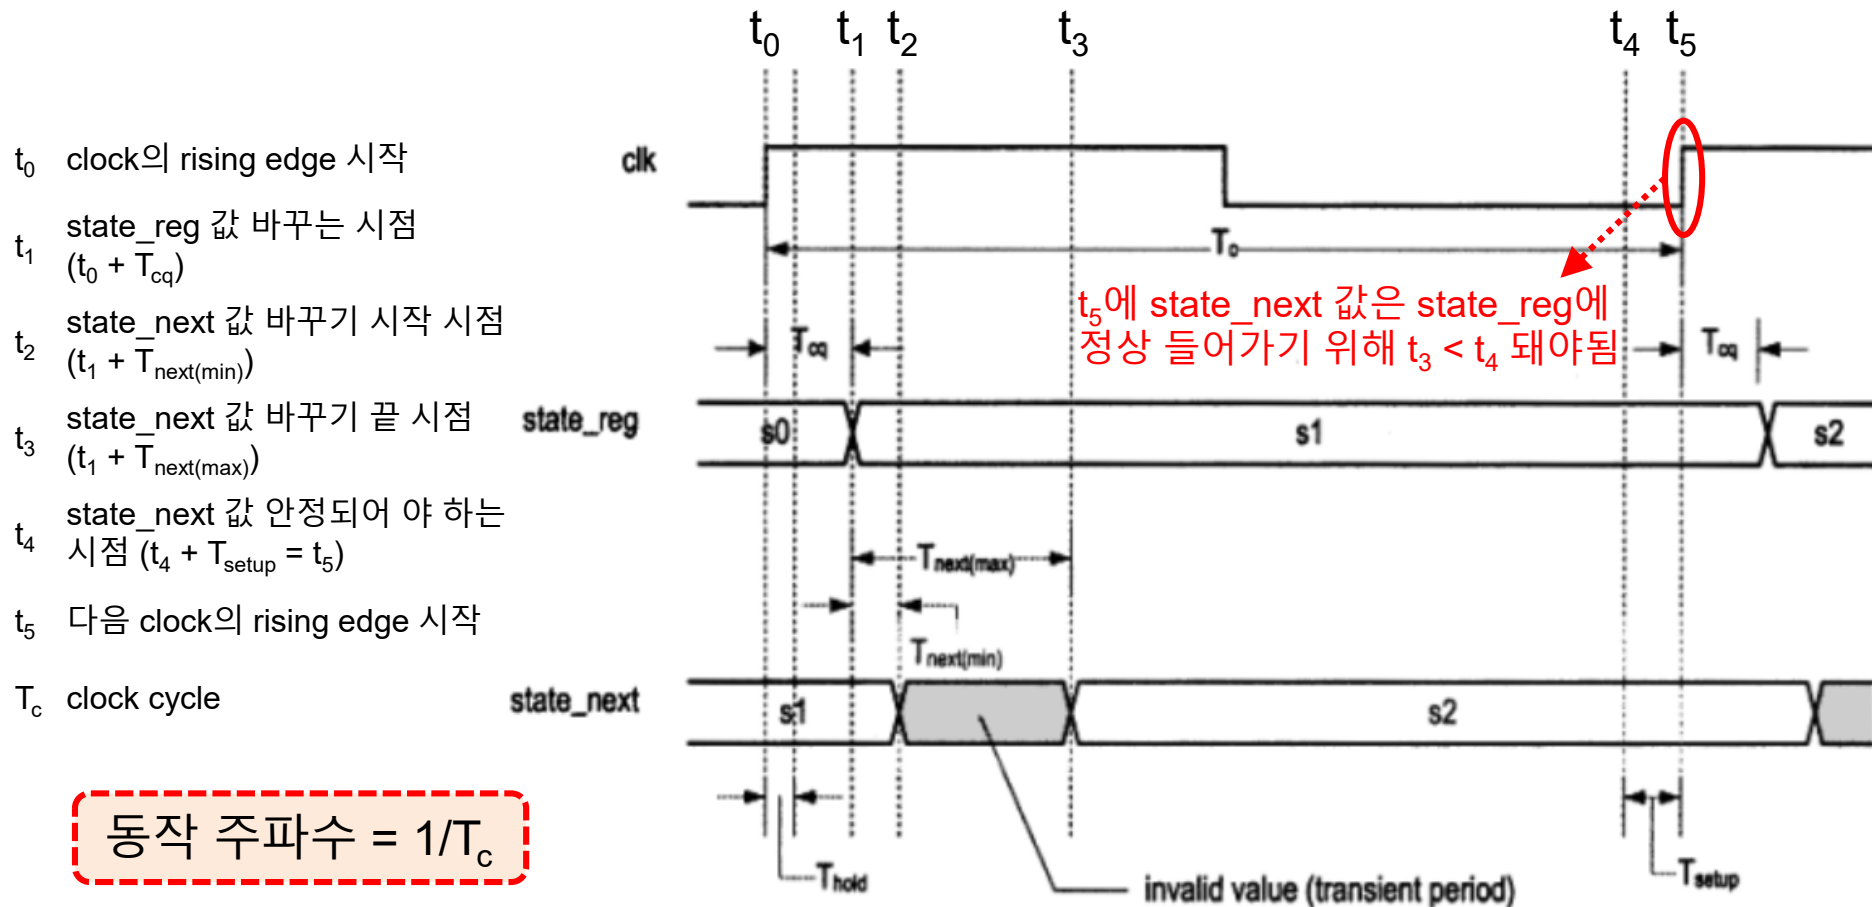 t0 t1 t2 t3 t4 t5
t0 clock의 rising edge 시작
t1 state_reg 값 바꾸는 시점
(t0 + Tcq)
t2 state_next 값 바꾸기 시작 시점
(t1 + Tnext(min))
t3 state_next 값 바꾸기 끝 시점
(t1 + Tnext(max))
t4 state_next 값 안정되어 야 하는
시점 (t4 + Tsetup = t5)
t5 다음 clock의 rising edge 시작
Tc clock cycle
동작 주파수 = 1/Tc
clk
Tc
t5에 state_next 값은 state_reg에
정상 들어가기 위해 t3 < t4 돼야됨
Tcq
Tcq
state_reg
s0
s1
s2
Tnext(max)
Tnext(min)
state_next
s1
s2
Thold
Tsetup
invalid value (transient period)